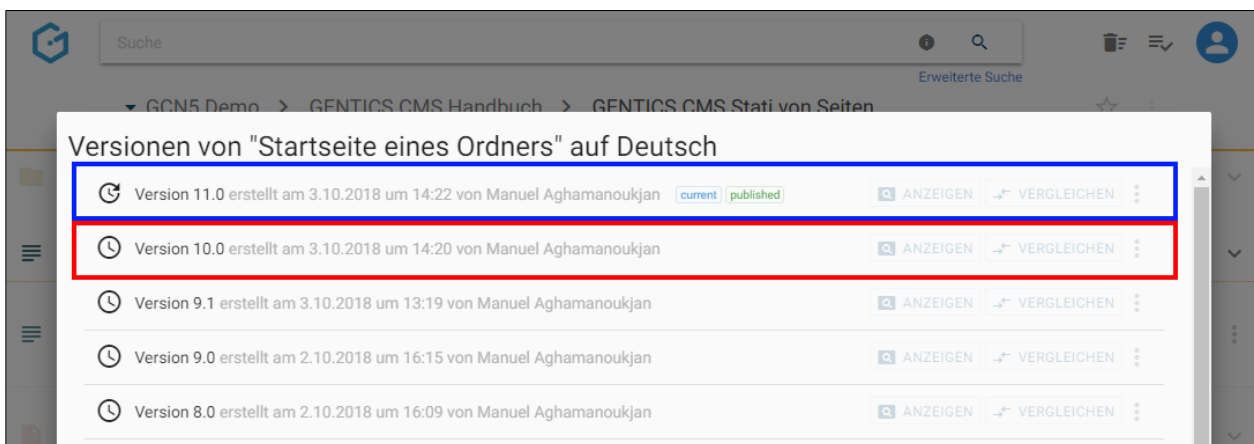 Suche
Erweiterte Suche
GCN5 Demo > GENTICS CMS Handbuch > GENTICS CMS Stati von Seiten
Versionen von "Startseite eines Ordners" auf Deutsch
Version 11.0 erstellt am 3.10.2018 um 14:22 von Manuel Aghamanoukjan current published ANZEIGEN VERGLEICHEN
Version 10.0 erstellt am 3.10.2018 um 14:20 von Manuel Aghamanoukjan ANZEIGEN VERGLEICHEN
Version 9.1 erstellt am 3.10.2018 um 13:19 von Manuel Aghamanoukjan ANZEIGEN VERGLEICHEN
Version 9.0 erstellt am 2.10.2018 um 16:15 von Manuel Aghamanoukjan ANZEIGEN VERGLEICHEN
Version 8.0 erstellt am 2.10.2018 um 16:09 von Manuel Aghamanoukjan ANZEIGEN VERGLEICHEN